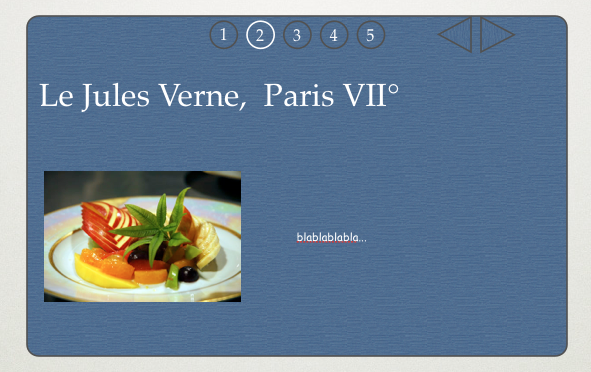 1 2 3 4 5
Le Jules Verne, Paris VII°
blablablabla...